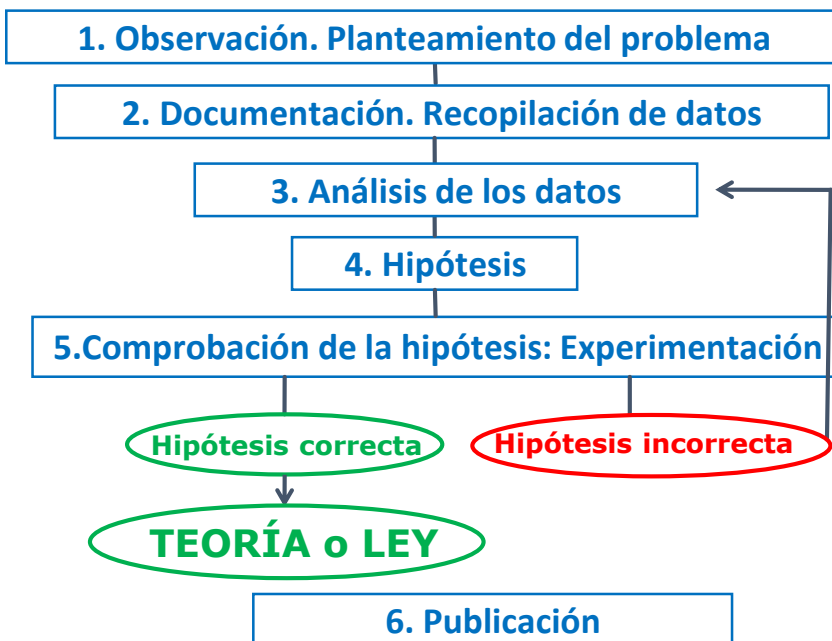 1. Observación. Planteamiento del problema
2. Documentación. Recopilación de datos
3. Análisis de los datos
4. Hipótesis
5.Comprobación de la hipótesis: Experimentación
Hipótesis correcta
Hipótesis incorrecta
TEORÍA o LEY
6. Publicación